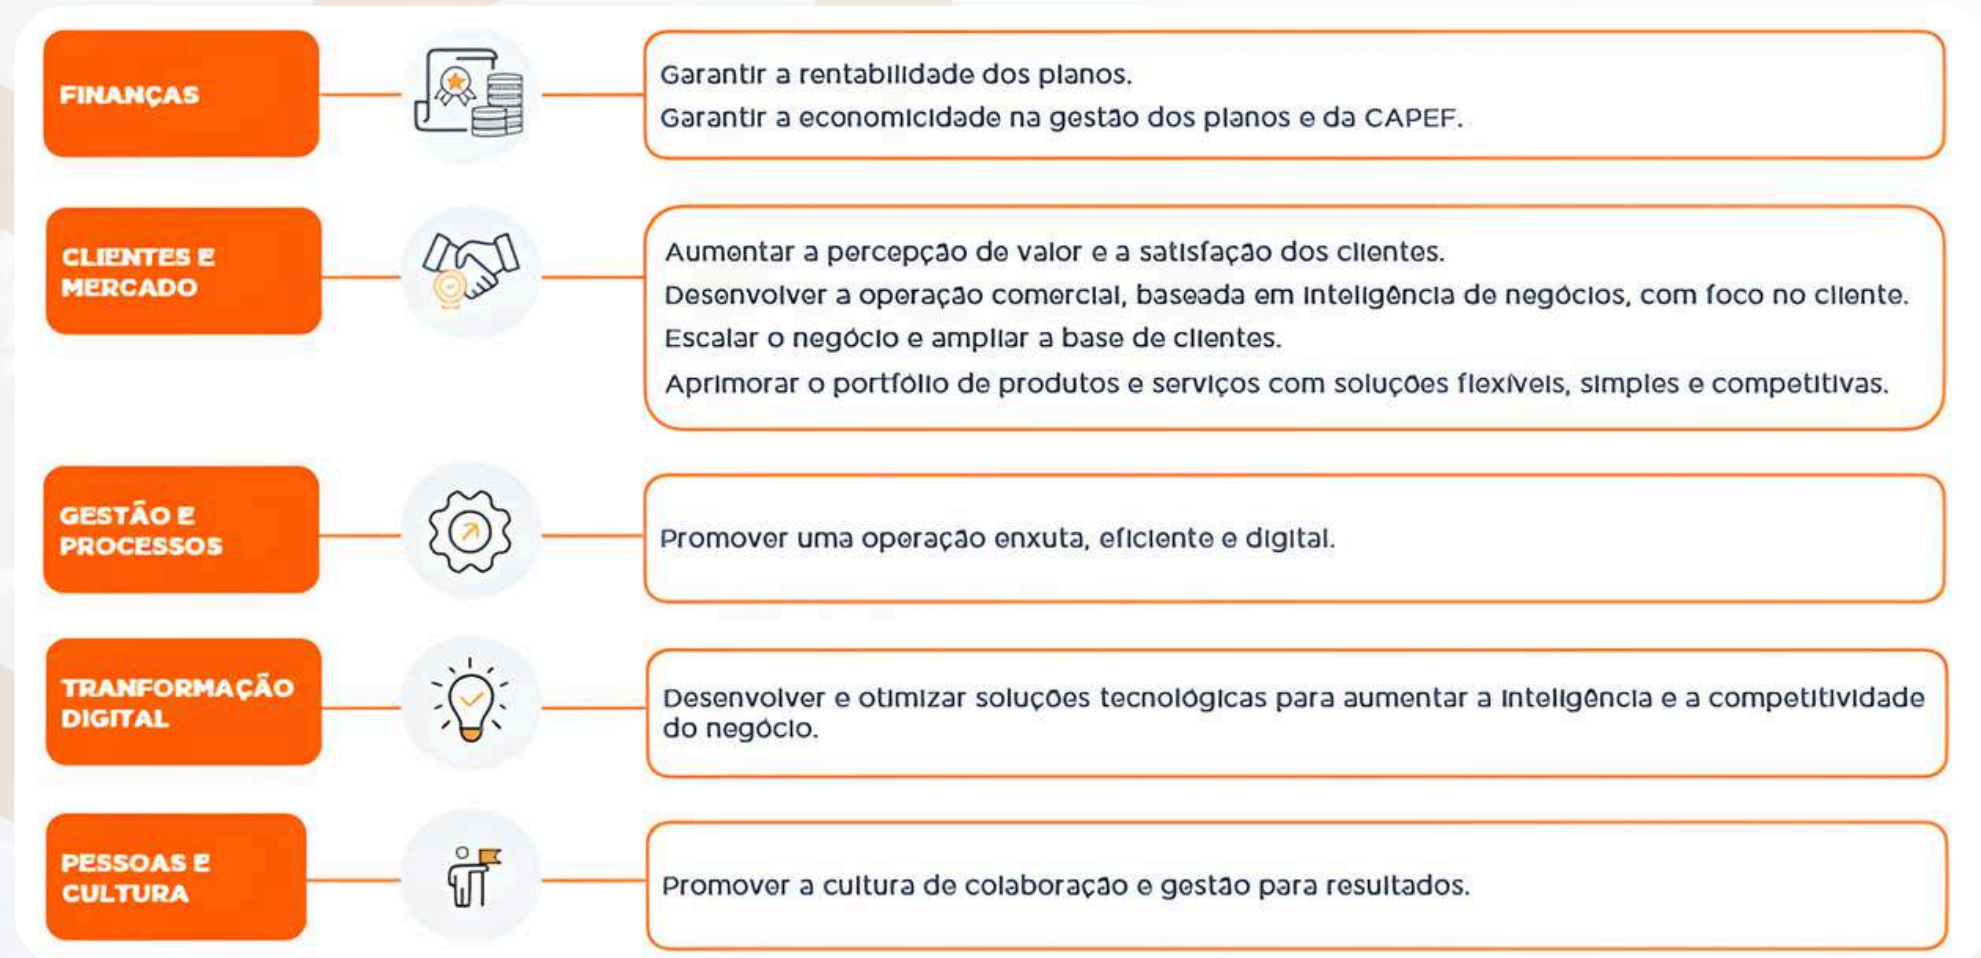 FINANÇAS
Garantir a rentabilidade dos planos.
Garantir a economicidade na gestão dos planos e da CAPEF.
CLIENTES E
MERCADO
Aumentar a percepção de valor e a satisfação dos clientes.
Desenvolver a operação comercial, baseada em inteligência de negócios, com foco no cliente.
Escalar o negócio e ampliar a base de clientes.
Aprimorar o portfólio de produtos e serviços com soluções flexíveis, simples e competitivas.
GESTÃO E
PROCESSOS
Promover uma operação enxuta, eficiente e digital.
TRANFORMAÇÃO
DIGITAL
Desenvolver e otimizar soluções tecnológicas para aumentar a inteligência e a competitividade
do negócio.
PESSOAS E
CULTURA
Promover a cultura de colaboração e gestão para resultados.